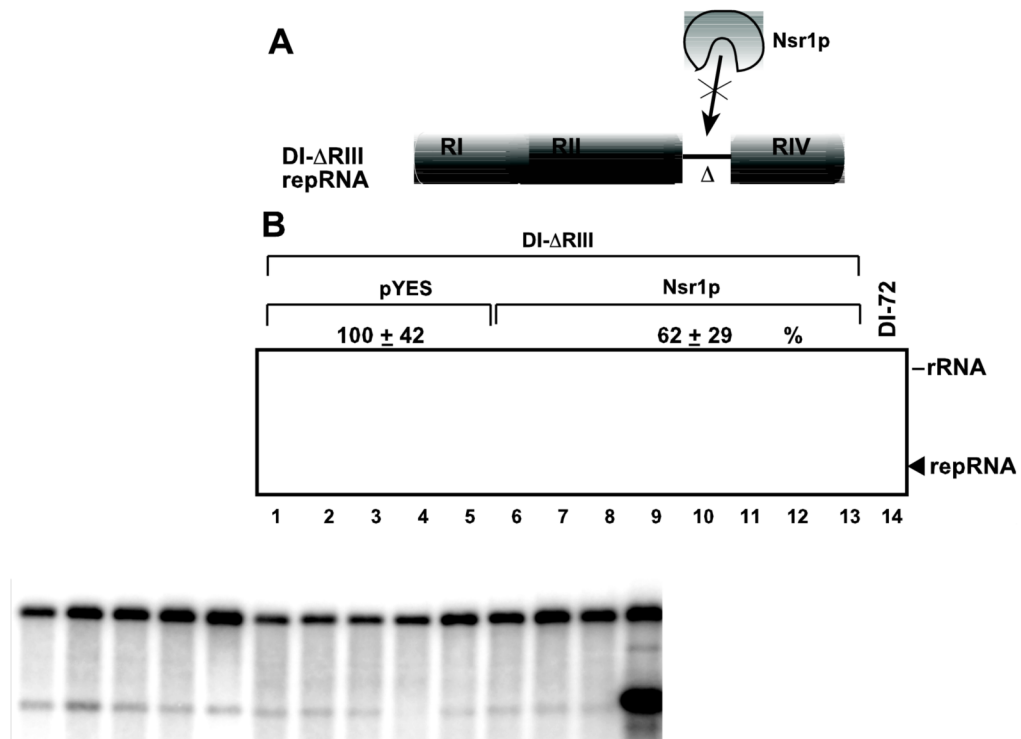 A
Nsr1p
RI RII RIV
DI-ΔRIII
repRNA
Δ
B
DI-ΔRIII
pYES Nsr1p
DI-72
100 ± 42 62 ± 29 %
rRNA
repRNA
1 2 3 4 5 6 7 8 9 10 11 12 13 14